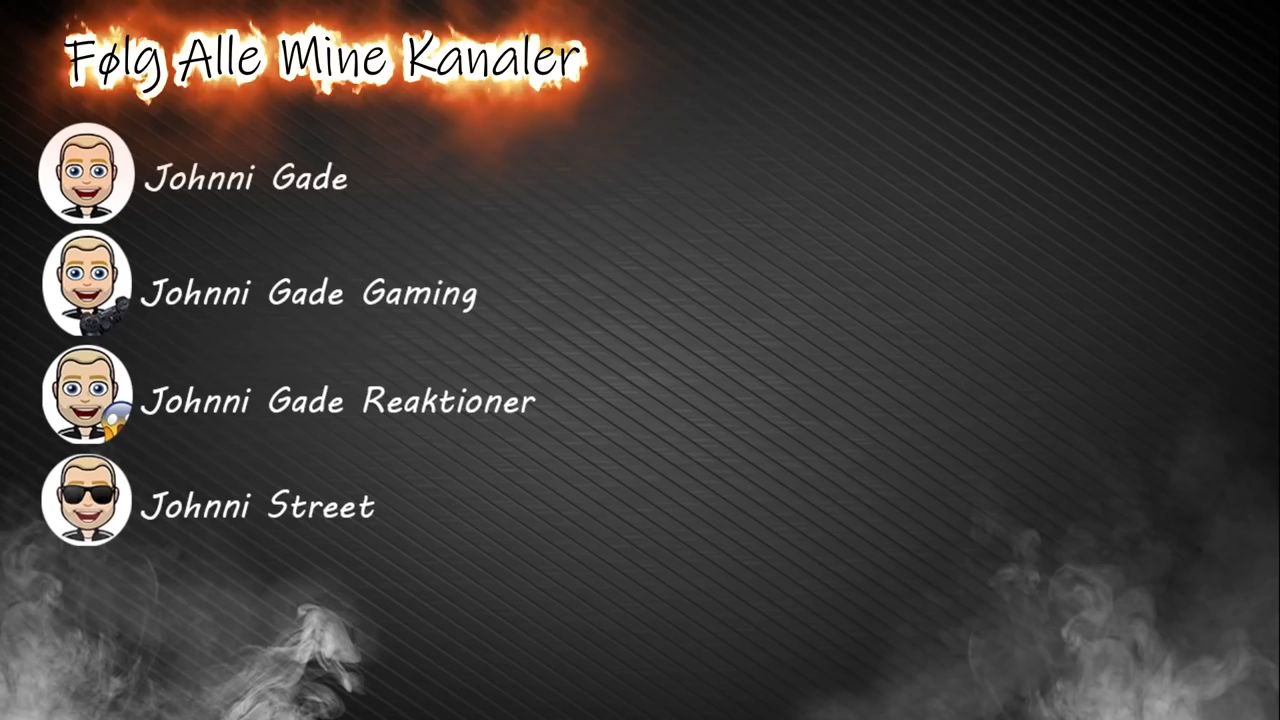 Følg Alle Mine Kanaler
Johnni Gade
Johnni Gade Gaming
Johnni Gade Reaktioner
Johnni Street